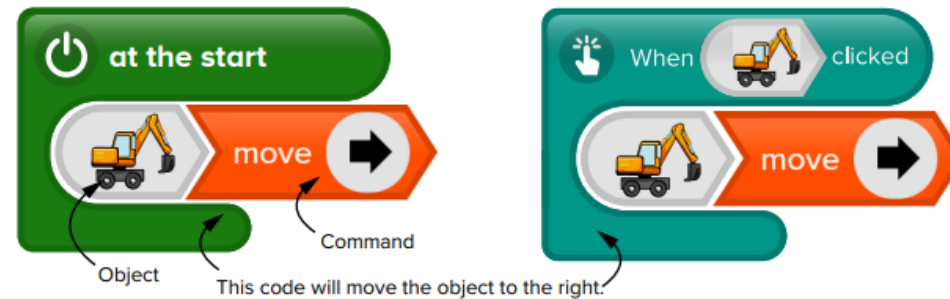 at the start
When clicked
move
move
Command
Object
This code will move the object to the right.